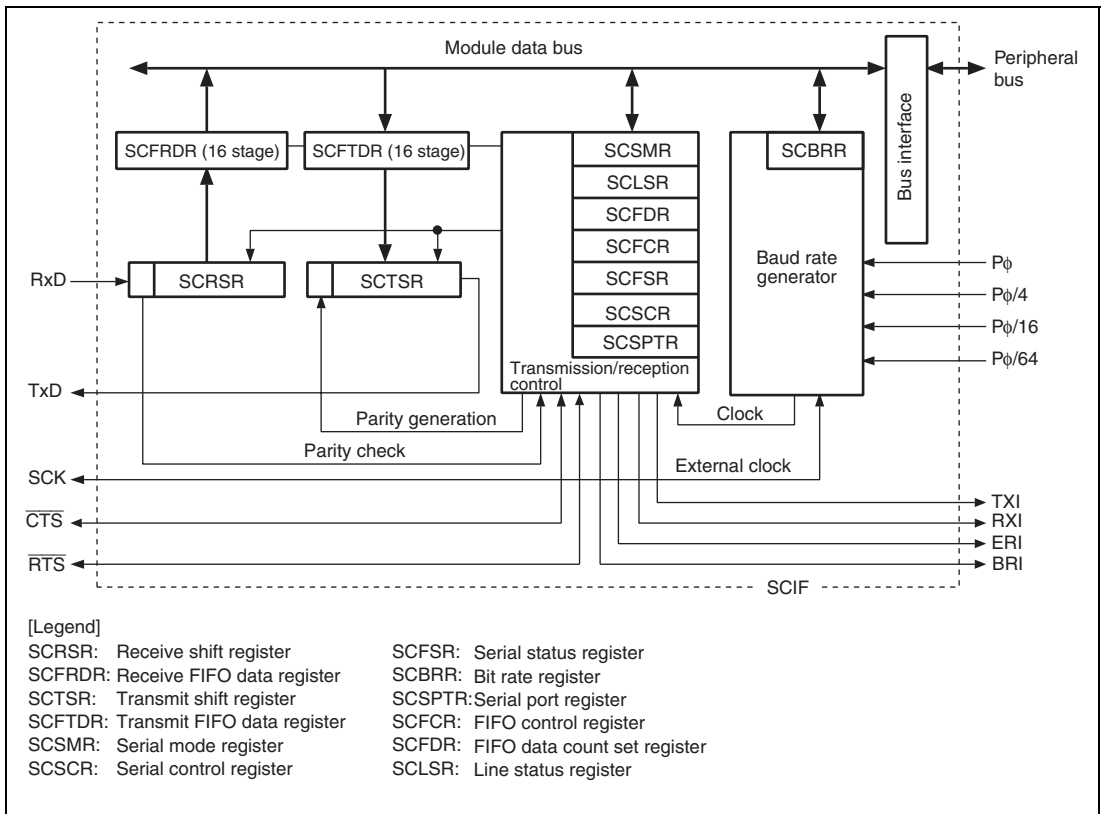 Module data bus
Peripheral
bus
Bus interface
SCFRDR (16 stage)
SCFTDR (16 stage)
SCSMR
SCLSR
SCFDR
SCFCR
SCFSR
SCSCR
SCSPTR
Transmission/reception
control
SCBRR
Baud rate
generator
RxD
SCRSR
SCTSR
Pϕ
Pϕ/4
Pϕ/16
Pϕ/64
TxD
Parity generation
Clock
Parity check
SCK
External clock
CTS
RTS
TXI
RXI
ERI
BRI
SCIF
[Legend]
SCRSR: Receive shift register
SCFRDR: Receive FIFO data register
SCTSR: Transmit shift register
SCFTDR: Transmit FIFO data register
SCSMR: Serial mode register
SCSCR: Serial control register
SCFSR: Serial status register
SCBRR: Bit rate register
SCSPTR:Serial port register
SCFCR: FIFO control register
SCFDR: FIFO data count set register
SCLSR: Line status register